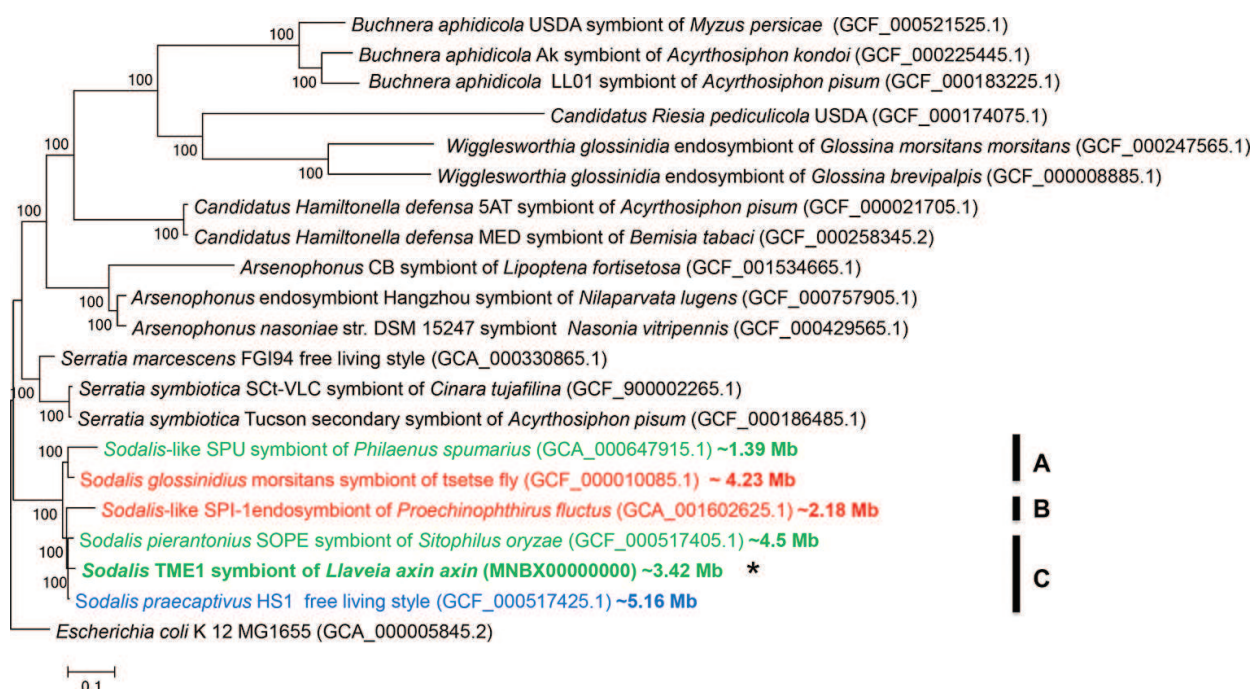 Buchnera aphidicola USDA symbiont of Myzus persicae (GCF_000521525.1)
100
Buchnera aphidicola Ak symbiont of Acyrthosiphon kondoi (GCF_000225445.1)
100
100
Buchnera aphidicola LL01 symbiont of Acyrthosiphon pisum (GCF_000183225.1)
Candidatus Riesia pediculicola USDA (GCF_000174075.1)
100
100
Wigglesworthia glossinidia endosymbiont of Glossina morsitans morsitans (GCF_000247565.1)
100
Wigglesworthia glossinidia endosymbiont of Glossina brevipalpis (GCF_000008885.1)
Candidatus Hamiltonella defensa 5AT symbiont of Acyrthosiphon pisum (GCF_000021705.1)
100
100
Candidatus Hamiltonella defensa MED symbiont of Bemisia tabaci (GCF_000258345.2)
Arsenophonus CB symbiont of Lipoptena fortisetosa (GCF_001534665.1)
100
Arsenophonus endosymbiont Hangzhou symbiont of Nilaparvata lugens (GCF_000757905.1)
100
Arsenophonus nasoniae str. DSM 15247 symbiont Nasonia vitripennis (GCF_000429565.1)
Serratia marcescens FGI94 free living style (GCA_000330865.1)
100
Serratia symbiotica SCt-VLC symbiont of Cinara tujafilina (GCF_900002265.1)
100
Serratia symbiotica Tucson secondary symbiont of Acyrthosiphon pisum (GCF_000186485.1)
Sodalis-like SPU symbiont of Philaenus spumarius (GCA_000647915.1) ~1.39 Mb
A
100
Sodalis glossinidius morsitans symbiont of tsetse fly (GCF_000010085.1) ~ 4.23 Mb
Sodalis-like SPI-1endosymbiont of Proechinophthirus fluctus (GCA_001602625.1) ~2.18 Mb
B
100
Sodalis pierantonius SOPE symbiont of Sitophilus oryzae (GCF_000517405.1) ~4.5 Mb
100
Sodalis TME1 symbiont of Llaveia axin axin (MNBX00000000) ~3.42 Mb *
C
100
Sodalis praecaptivus HS1 free living style (GCF_000517425.1) ~5.16 Mb
Escherichia coli K 12 MG1655 (GCA_000005845.2)
0.1